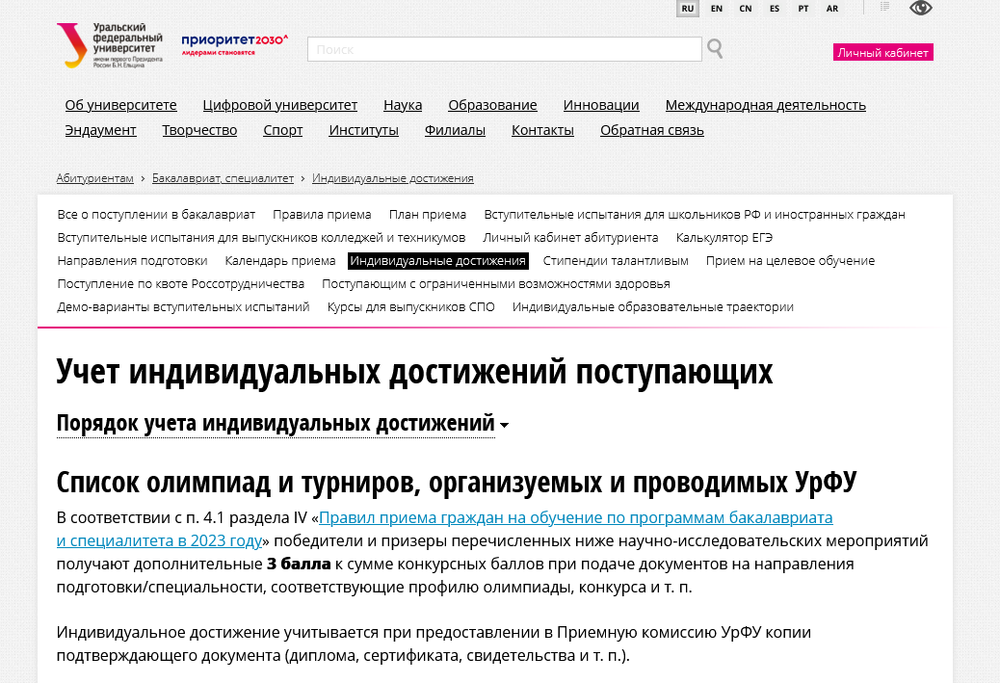 RU EN CN ES PT AR
Уральский
федеральный
университет
имени первого Президента
России Б.Н.Ельцина
приоритет2030^
лидерами становятся
Поиск
Личный кабинет
Об университете Цифровой университет Наука Образование Инновации Международная деятельность
Эндаумент Творчество Спорт Институты Филиалы Контакты Обратная связь
Абитуриентам › Бакалавриат, специалитет › Индивидуальные достижения
Все о поступлении в бакалавриат Правила приема План приема Вступительные испытания для школьников РФ и иностранных граждан
Вступительные испытания для выпускников колледжей и техникумов Личный кабинет абитуриента Калькулятор ЕГЭ
Направления подготовки Календарь приема Индивидуальные достижения Стипендии талантливым Прием на целевое обучение
Поступление по квоте Россотрудничества Поступающим с ограниченными возможностями здоровья
Демо-варианты вступительных испытаний Курсы для выпускников СПО Индивидуальные образовательные траектории
Учет индивидуальных достижений поступающих
Порядок учета индивидуальных достижений
Список олимпиад и турниров, организуемых и проводимых УрФУ
В соответствии с п. 4.1 раздела IV «Правил приема граждан на обучение по программам бакалавриата
и специалитета в 2023 году» победители и призеры перечисленных ниже научно-исследовательских мероприятий
получают дополнительные 3 балла к сумме конкурсных баллов при подаче документов на направления
подготовки/специальности, соответствующие профилю олимпиады, конкурса и т. п.
Индивидуальное достижение учитывается при предоставлении в Приемную комиссию УрФУ копии
подтверждающего документа (диплома, сертификата, свидетельства и т. п.).